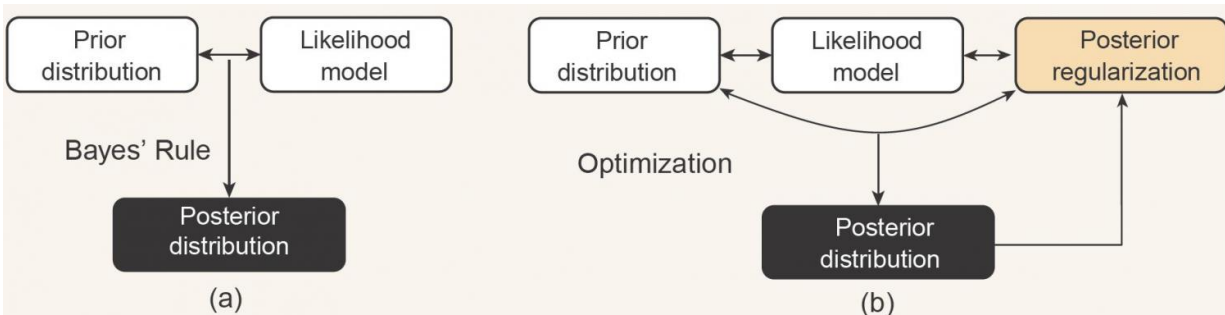 Prior
distribution
Likelihood
model
Bayes' Rule
Posterior
distribution
(a)
Prior
distribution
Likelihood
model
Posterior
regularization
Optimization
Posterior
distribution
(b)